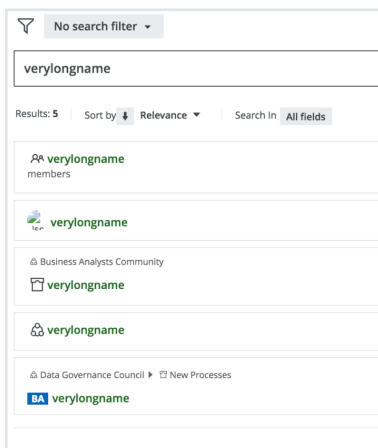 No search filter
verylongname
Results: 5 Sort by Relevance Search In All fields
verylongname
members
verylongname
Business Analysts Community
verylongname
verylongname
Data Governance Council New Processes
BA verylongname